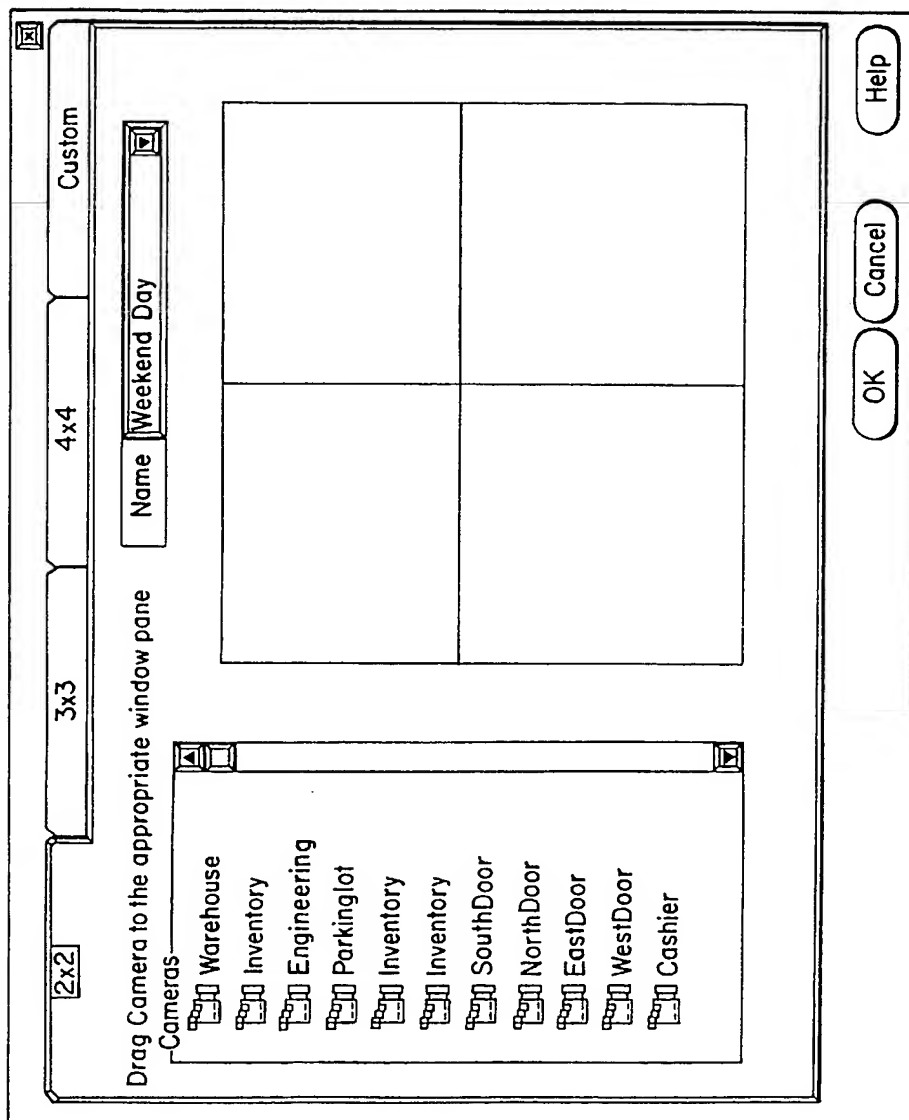 2x2 3x3 4x4 Custom
Drag Camera to the appropriate window pane
Name Weekend Day
Cameras
Warehouse
Inventory
Engineering
Parkinglot
Inventory
Inventory
SouthDoor
NorthDoor
EastDoor
WestDoor
Cashier
OK Cancel Help